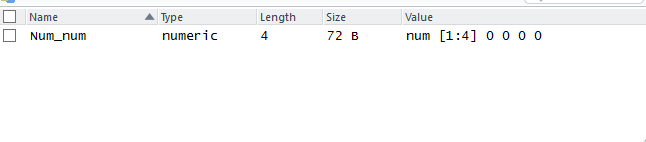 Name Type Length Size Value
Num_num numeric 4 72 B num [1:4] 0 0 0 0